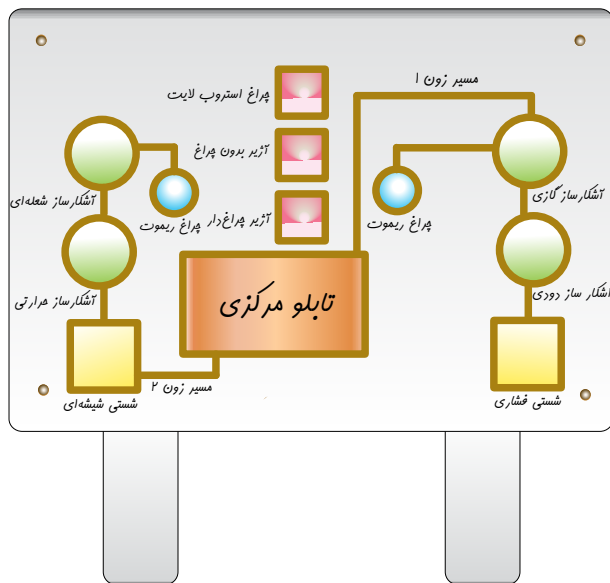 مسیر زون ۱
چراغ استروب لایت
آژیر بدون چراغ
آشکارساز شعله‌ای
آشکارساز گازی
چراغ ریموت
آژیر چراغ‌دار
چراغ ریموت
آشکارساز حرارتی
آشکار ساز دودی
تابلو مرکزی
مسیر زون ۲
شستی شیشه‌ای
شستی فشاری